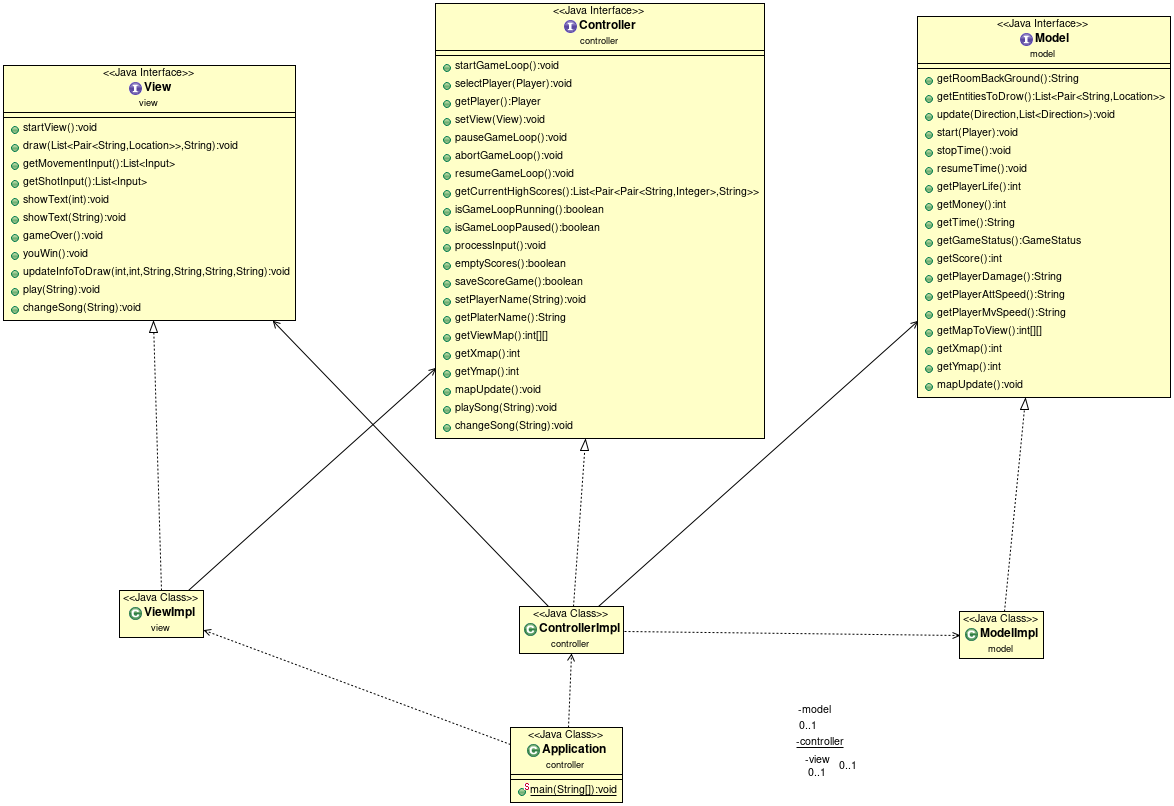 <<Java Interface>>
View
view
startView():void
draw(List<Pair<String,Location>>,String):void
getMovementInput():List<Input>
getShotInput():List<Input>
showText(int):void
showText(String):void
gameOver():void
youWin():void
updateInfoToDraw(int,int,String,String,String,String):void
play(String):void
changeSong(String):void
<<Java Interface>>
Controller
controller
startGameLoop():void
selectPlayer(Player):void
getPlayer():Player
setView(View):void
pauseGameLoop():void
abortGameLoop():void
resumeGameLoop():void
getCurrentHighScores():List<Pair<Pair<String,Integer>,String>>
isGameLoopRunning():boolean
isGameLoopPaused():boolean
processInput():void
emptyScores():boolean
saveScoreGame():boolean
setPlayerName(String):void
getPlaterName():String
getViewMap():int[][]
getXmap():int
getYmap():int
mapUpdate():void
playSong(String):void
changeSong(String):void
<<Java Interface>>
Model
model
getRoomBackGround():String
getEntitiesToDrow():List<Pair<String,Location>>
update(Direction,List<Direction>):void
start(Player):void
stopTime():void
resumeTime():void
getPlayerLife():int
getMoney():int
getTime():String
getGameStatus():GameStatus
getScore():int
getPlayerDamage():String
getPlayerAttSpeed():String
getPlayerMvSpeed():String
getMapToView():int[][]
getXmap():int
getYmap():int
mapUpdate():void
<<Java Class>>
ViewImpl
view
<<Java Class>>
ControllerImpl
controller
<<Java Class>>
ModelImpl
model
<<Java Class>>
Application
controller
main(String[]):void
-model
0..1
-controller
-view
0..1
0..1